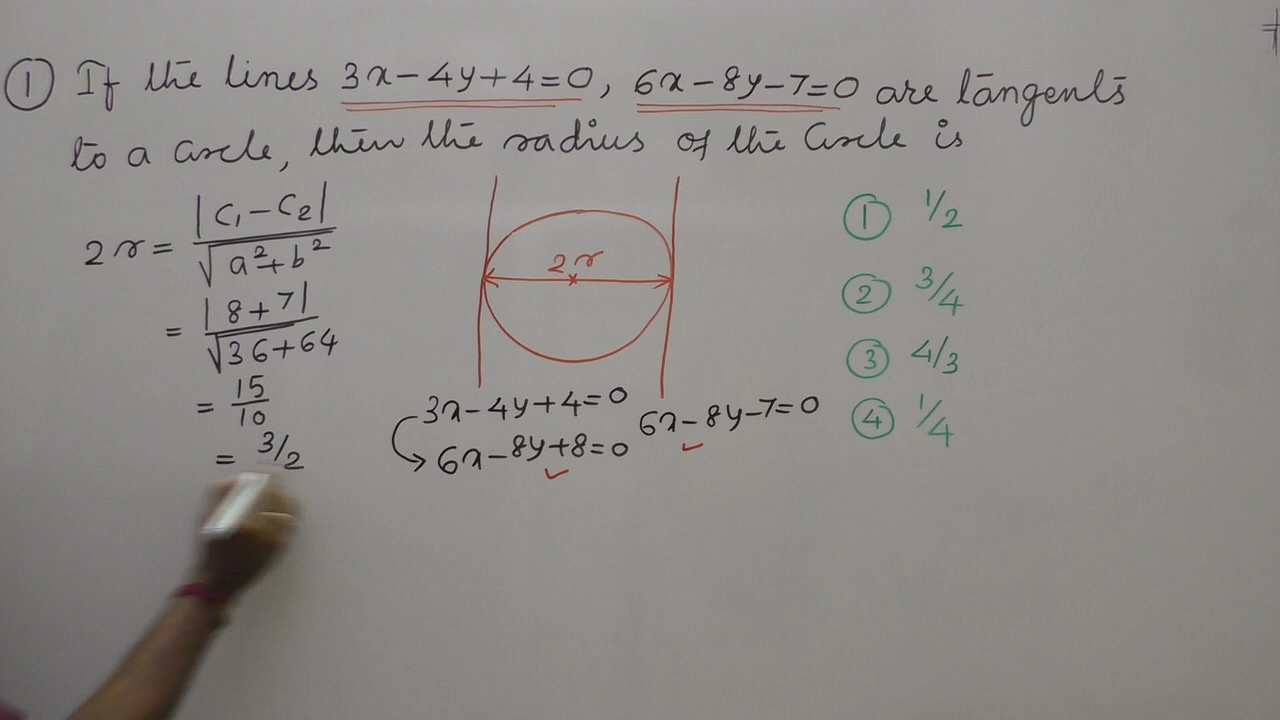 ① If the lines 3x-4y+4=0, 6x-8y-7=0 are tangents
to a circle, then the radius of the Circle is
2r = |C₁-C₂| / √a²+b²
= |8+7| / √36+64
= 15/10
= 3/2
2r
3x-4y+4=0
6x-8y+8=0
6x-8y-7=0
① 1/2
② 3/4
③ 4/3
④ 1/4